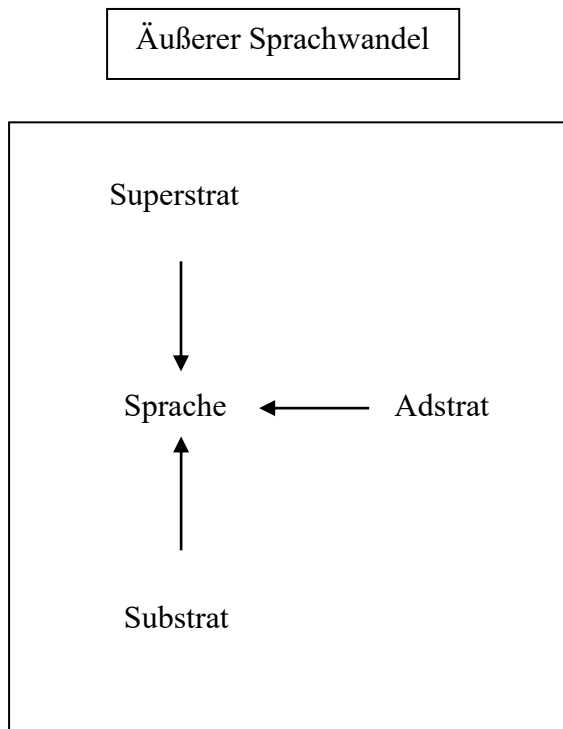 Äußerer Sprachwandel
Superstrat
Sprache
Adstrat
Substrat